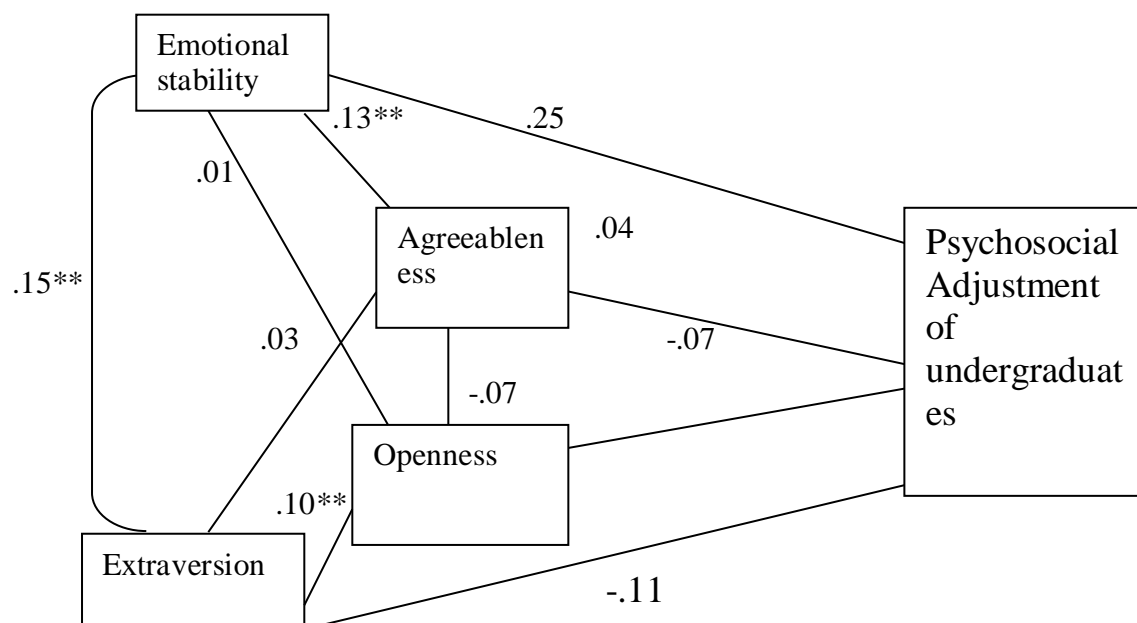 Emotional
stability
.13**
.25
.01
Agreeablen
ess
.04
Psychosocial
Adjustment
of
undergraduat
es
.15**
.03
-.07
-.07
Openness
.10**
Extraversion
-.11